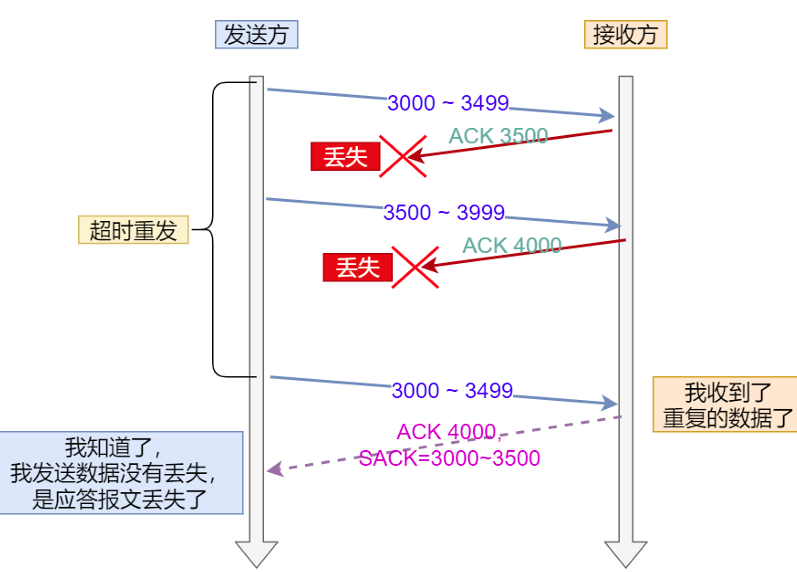 发送方
接收方
3000 ~ 3499
ACK 3500
丢失
3500 ~ 3999
超时重发
ACK 4000
丢失
3000 ~ 3499
我收到了
重复的数据了
ACK 4000,
SACK=3000~3500
我知道了，
我发送数据没有丢失，
是应答报文丢失了